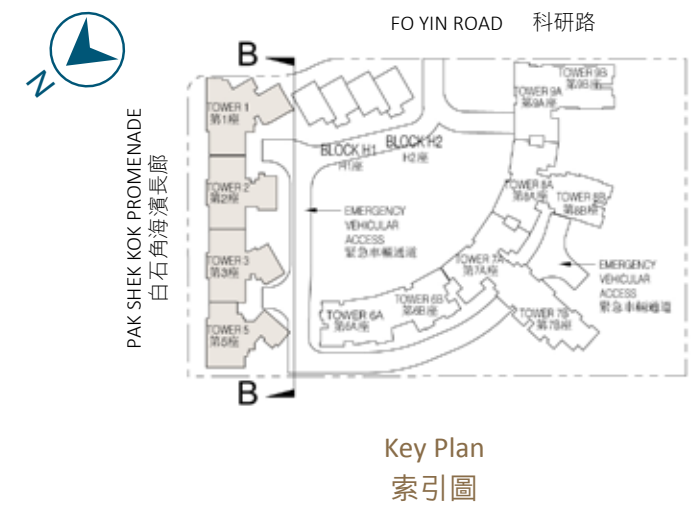 FO YIN ROAD 科研路
N
B
TOWER 9B
第9B座
TOWER 9A
第9A座
TOWER 1
第1座
PAK SHEK KOK PROMENADE
白石角海濱長廊
BLOCK H1
H1座
BLOCK H2
H2座
TOWER 2
第2座
TOWER 8A
第8A座
TOWER 8B
第8B座
EMERGENCY
VEHICULAR
ACCESS
緊急車輛通道
TOWER 3
第3座
TOWER 7A
第7A座
EMERGENCY
VEHICULAR
ACCESS
緊急車輛通道
TOWER 5
第5座
TOWER 6A
第6A座
TOWER 6B
第6B座
TOWER 7B
第7B座
B
Key Plan
索引圖